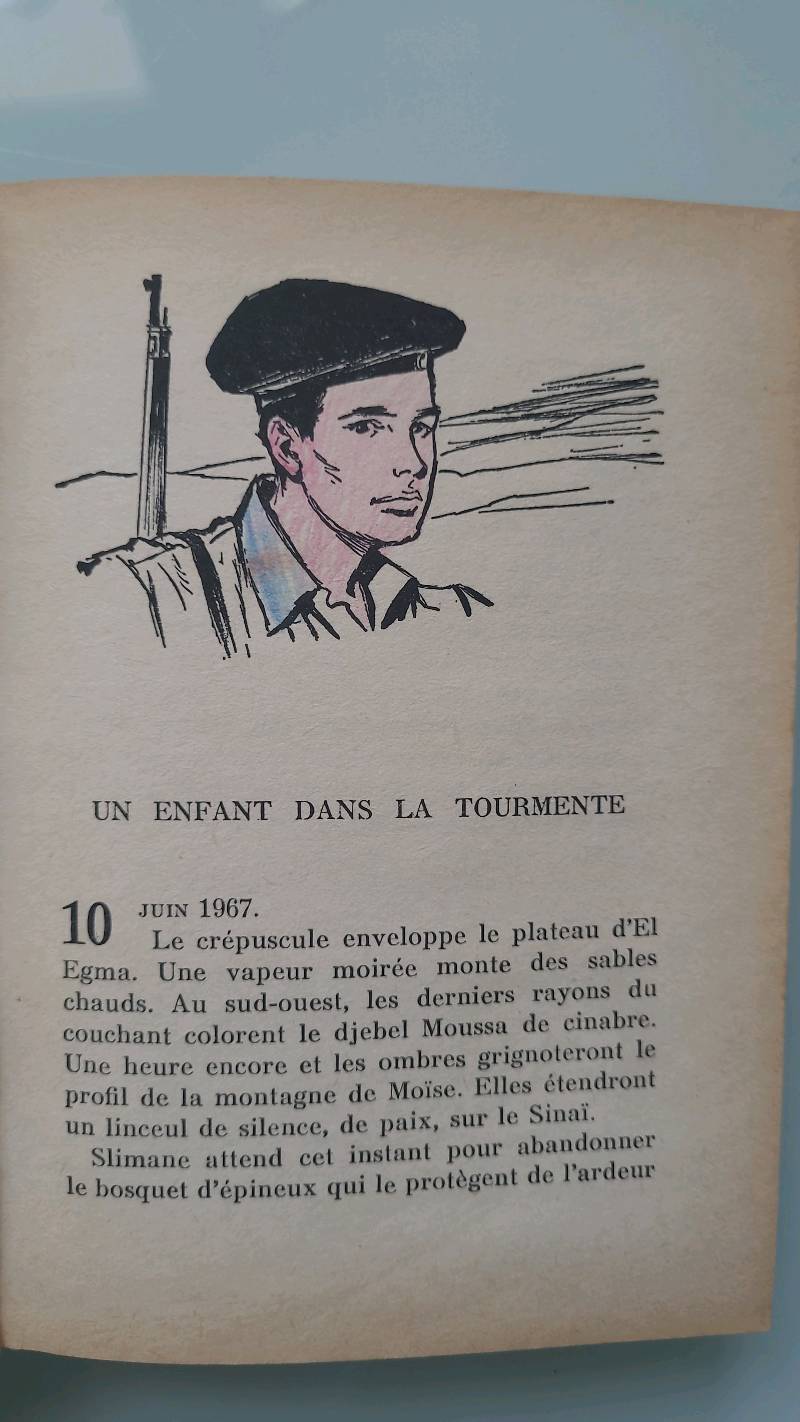 UN ENFANT DANS LA TOURMENTE
10 JUIN 1967.
Le crépuscule enveloppe le plateau d'El
Egma. Une vapeur moirée monte des sables
chauds. Au sud-ouest, les derniers rayons du
couchant colorent le djebel Moussa de cinabre.
Une heure encore et les ombres grignoteront le
profil de la montagne de Moïse. Elles étendront
un linceul de silence, de paix, sur le Sinaï.
Slimane attend cet instant pour abandonner
le bosquet d'épineux qui le protègent de l'ardeur